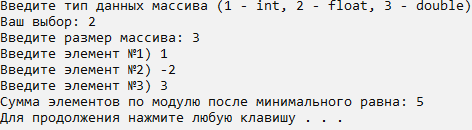 Введите тип данных массива (1 - int, 2 - float, 3 - double)
Ваш выбор: 2
Введите размер массива: 3
Введите элемент №1) 1
Введите элемент №2) -2
Введите элемент №3) 3
Сумма элементов по модулю после минимального равна: 5
Для продолжения нажмите любую клавишу . . .